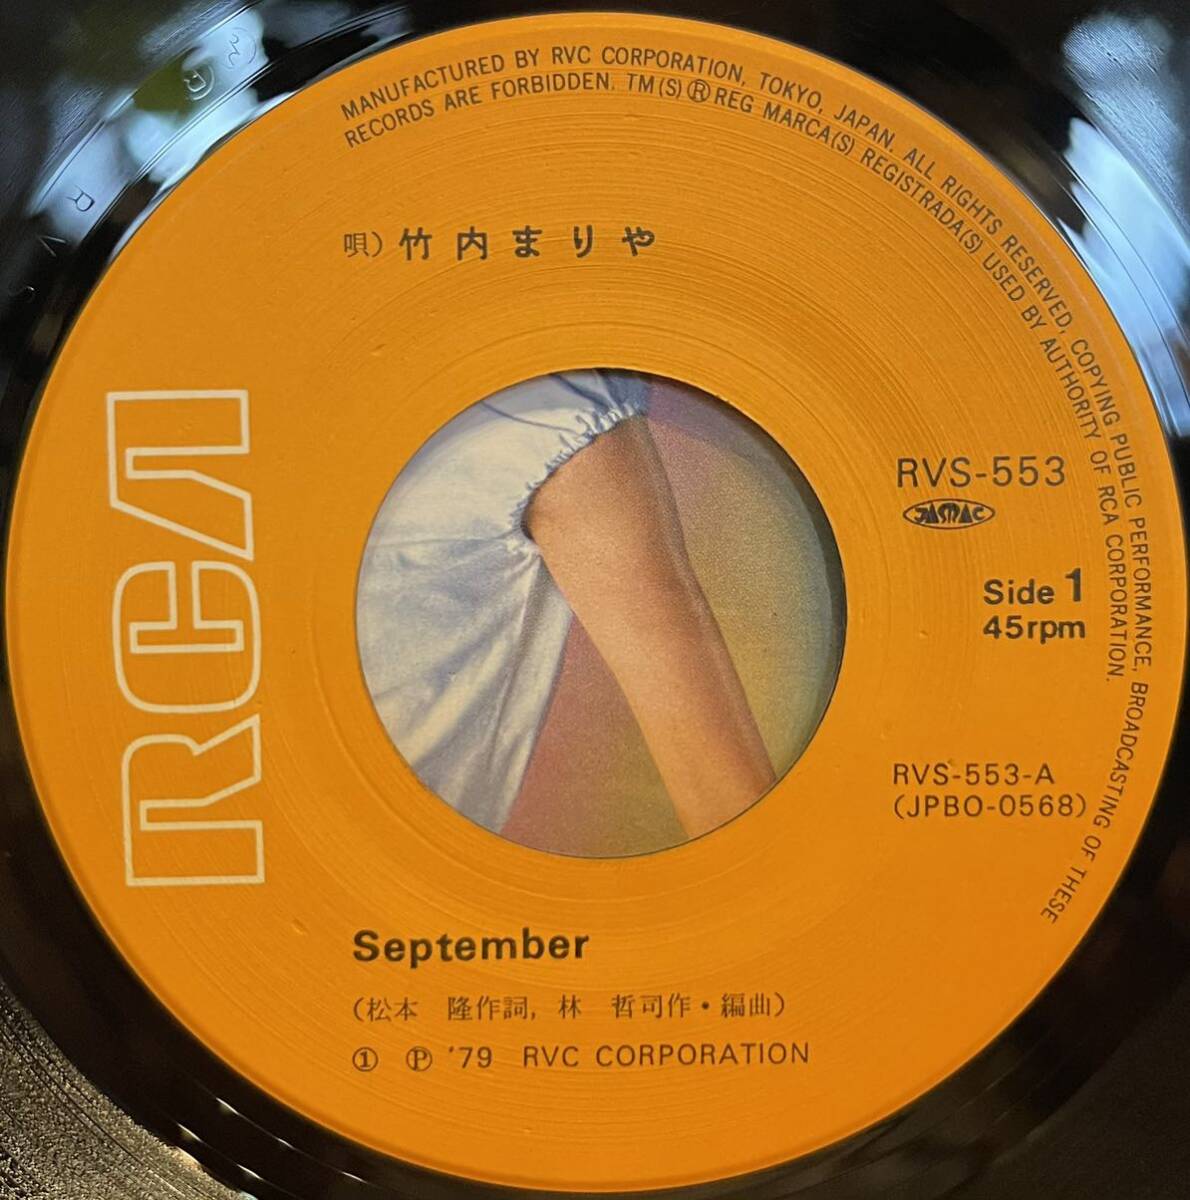 MANUFACTURED BY RVC CORPORATION, TOKYO, JAPAN. ALL RIGHTS RESERVED, COPYING PUBLIC PERFORMANCE, BROADCASTING OF THESE
RECORDS ARE FORBIDDEN. TM(S)Ⓡ REG MARCA(S) REGISTRADA(S) USED BY AUTHORITY OF RCA CORPORATION.
唄) 竹内まりや
RCA
RVS-553
JASMAC
Side 1
45rpm
RVS-553-A
(JPBO-0568)
September
(松本 隆作詞, 林 哲司作・編曲)
① Ⓟ '79 RVC CORPORATION